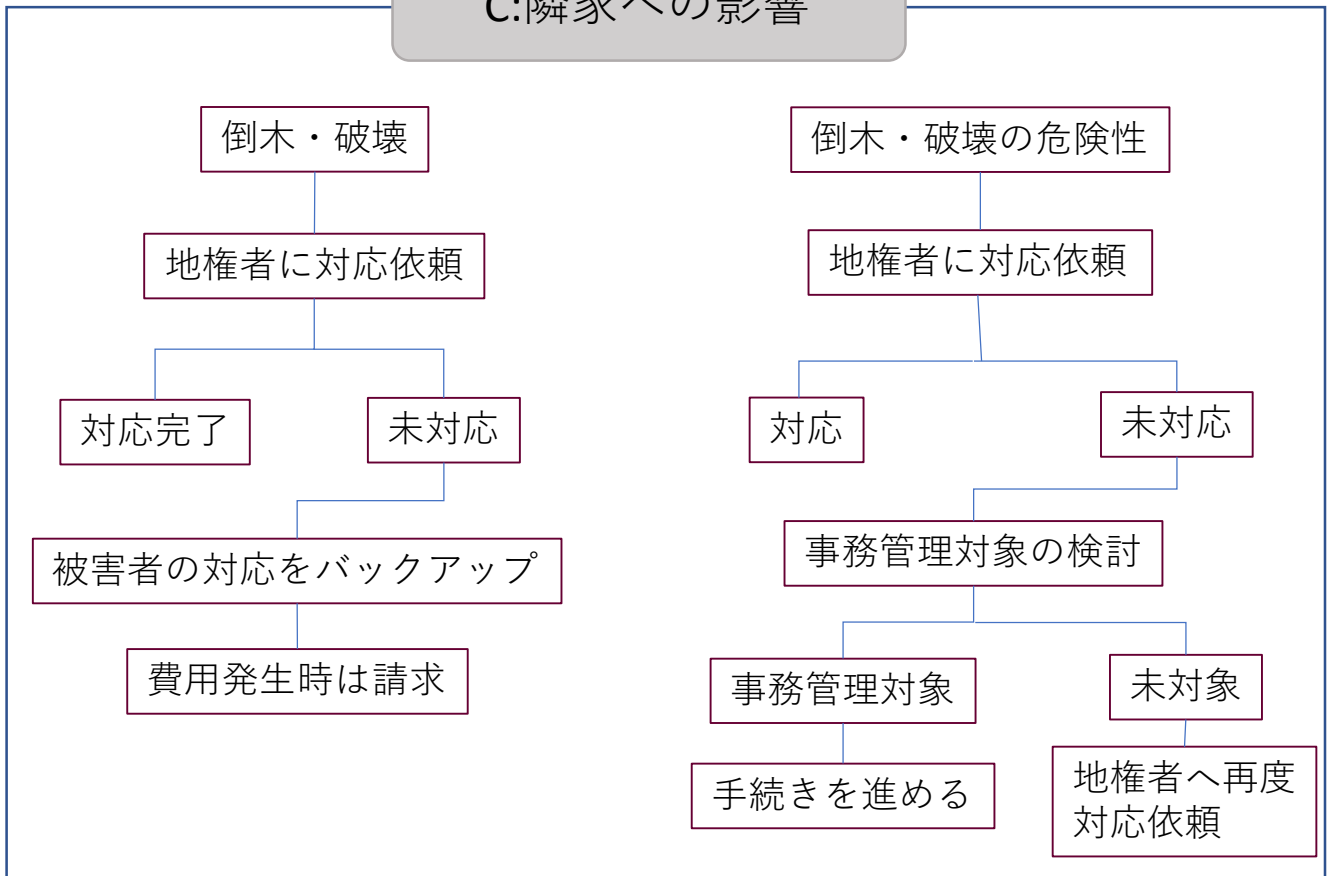 C:隣家への影響
倒木・破壊
地権者に対応依頼
対応完了
未対応
被害者の対応をバックアップ
費用発生時は請求
倒木・破壊の危険性
地権者に対応依頼
対応
未対応
事務管理対象の検討
事務管理対象
未対象
手続きを進める
地権者へ再度
対応依頼